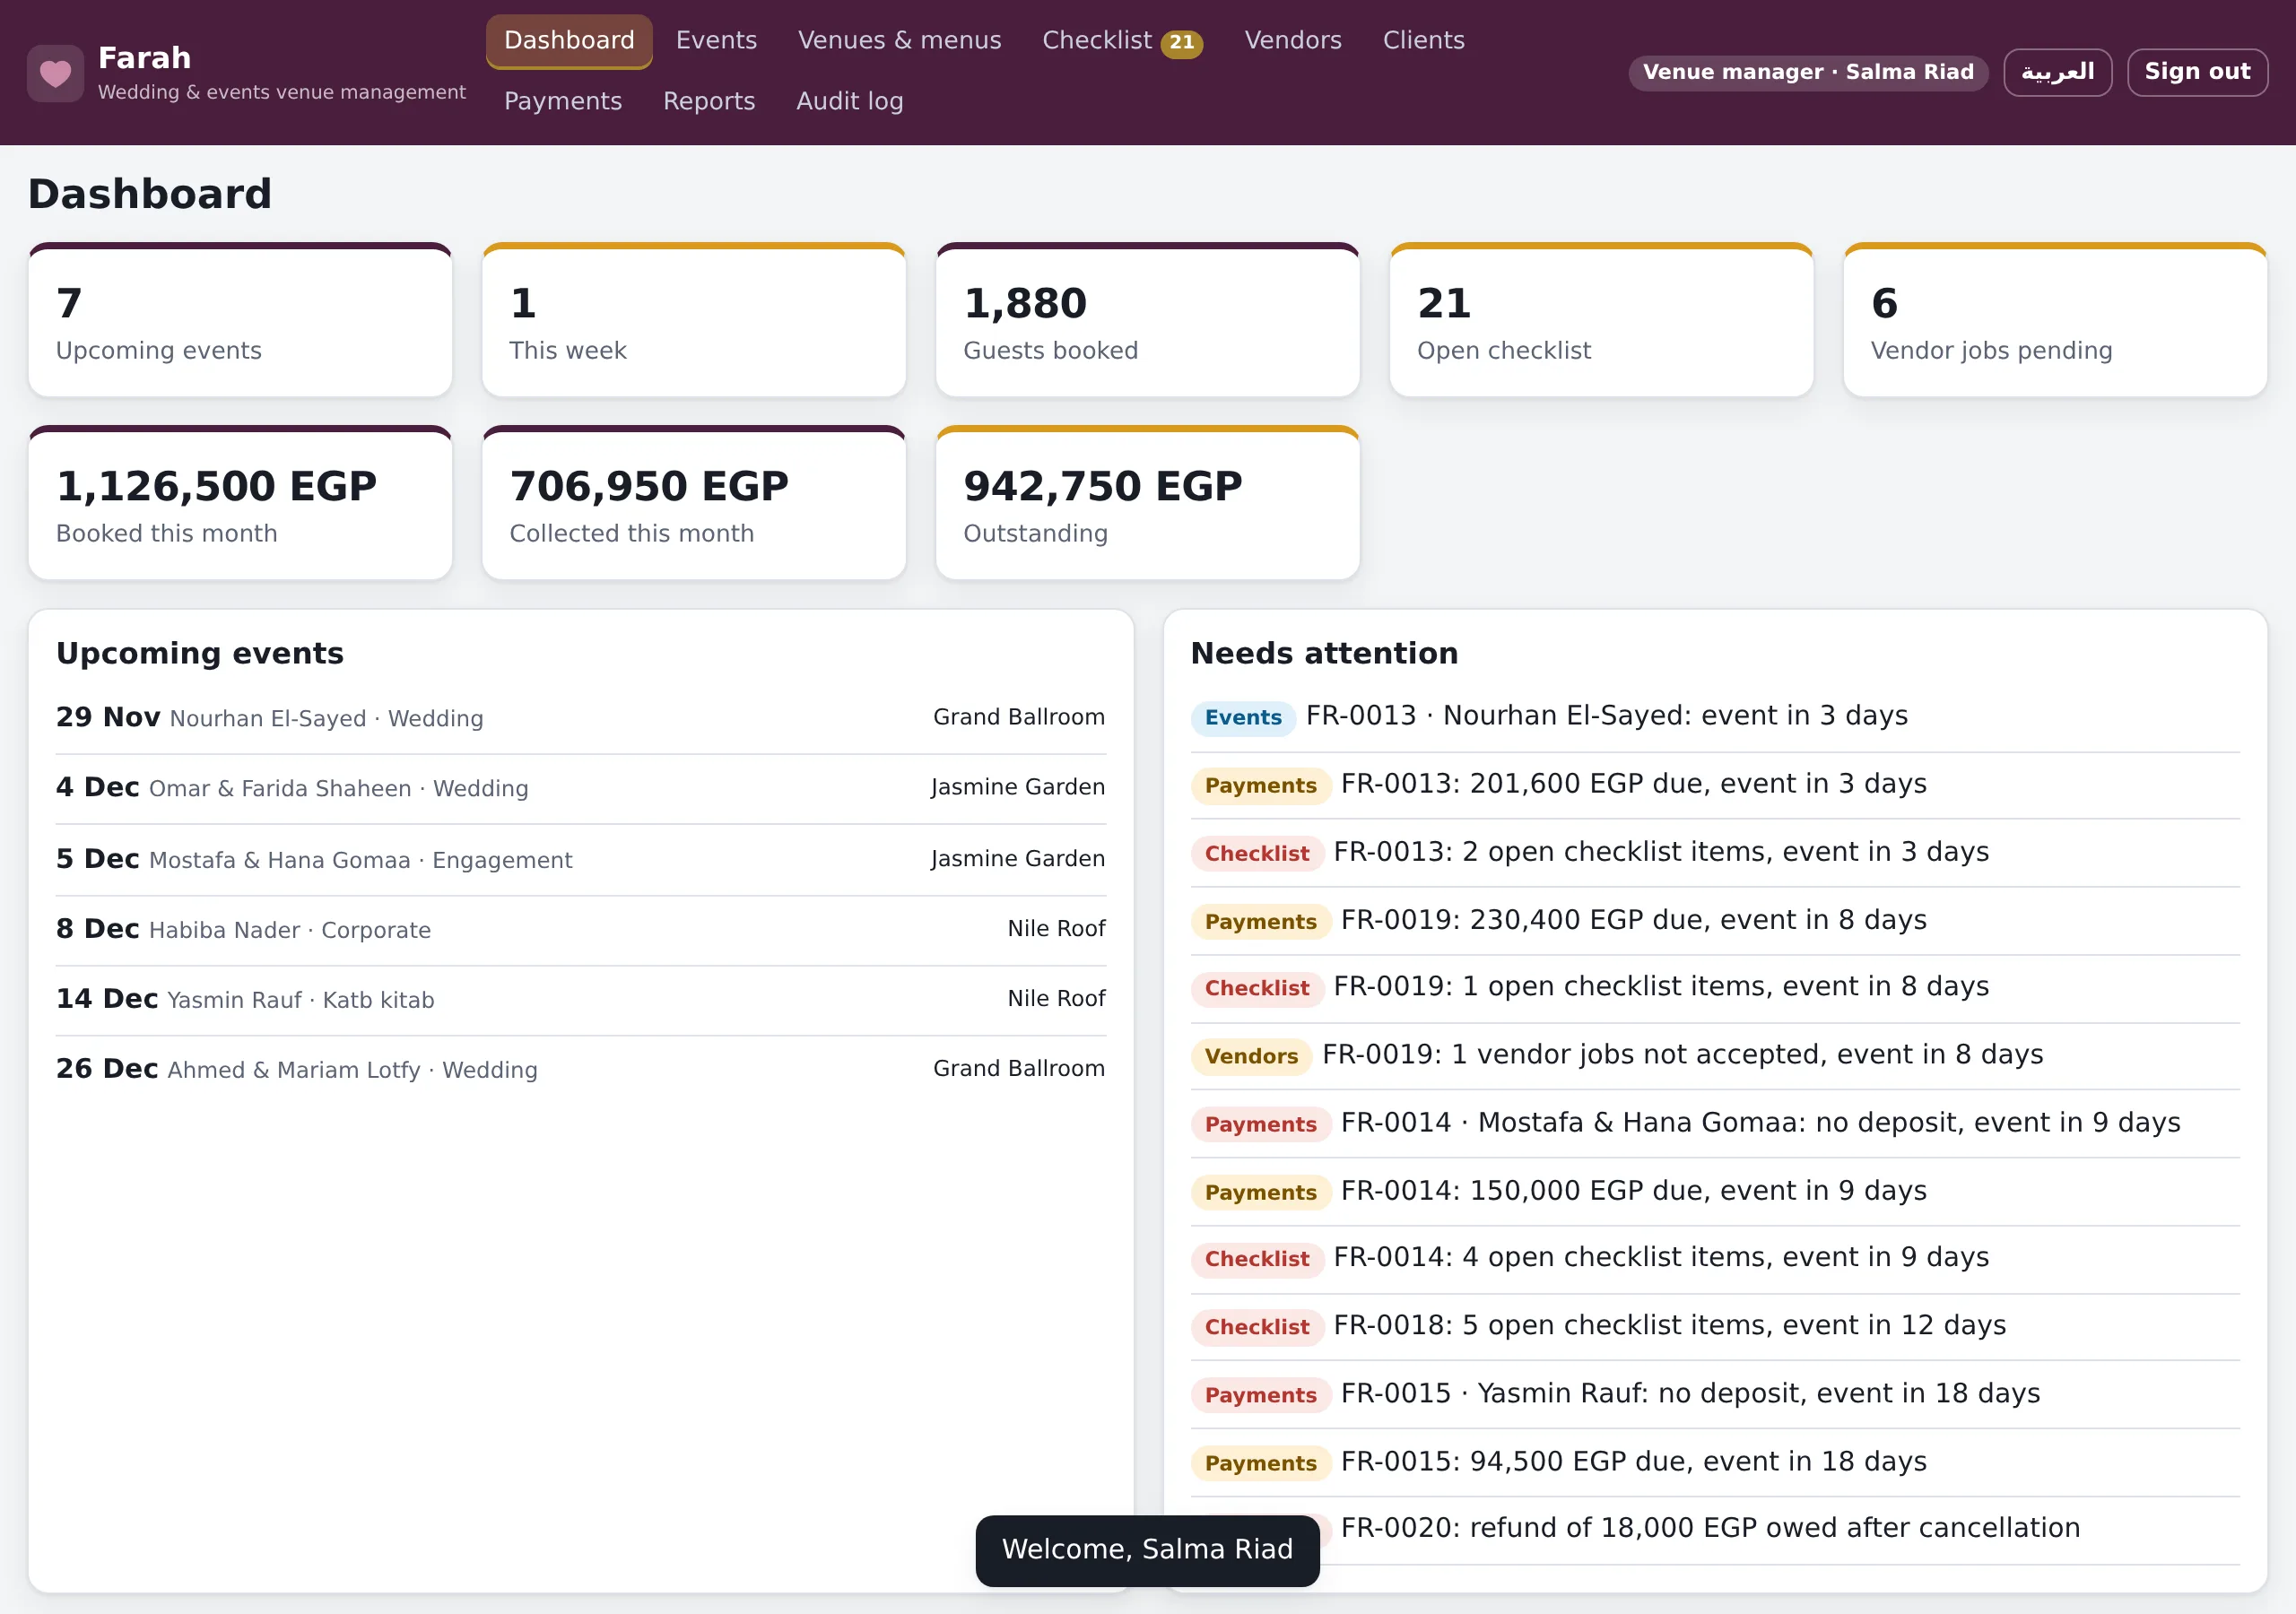 Farah
Wedding & events venue management
Dashboard Events Venues & menus Checklist 21 Vendors Clients
Payments Reports Audit log
Venue manager · Salma Riad العربية Sign out
Dashboard
7
Upcoming events
1
This week
1,880
Guests booked
21
Open checklist
6
Vendor jobs pending
1,126,500 EGP
Booked this month
706,950 EGP
Collected this month
942,750 EGP
Outstanding
Upcoming events
29 Nov Nourhan El-Sayed · Wedding Grand Ballroom
4 Dec Omar & Farida Shaheen · Wedding Jasmine Garden
5 Dec Mostafa & Hana Gomaa · Engagement Jasmine Garden
8 Dec Habiba Nader · Corporate Nile Roof
14 Dec Yasmin Rauf · Katb kitab Nile Roof
26 Dec Ahmed & Mariam Lotfy · Wedding Grand Ballroom
Needs attention
Events FR-0013 · Nourhan El-Sayed: event in 3 days
Payments FR-0013: 201,600 EGP due, event in 3 days
Checklist FR-0013: 2 open checklist items, event in 3 days
Payments FR-0019: 230,400 EGP due, event in 8 days
Checklist FR-0019: 1 open checklist items, event in 8 days
Vendors FR-0019: 1 vendor jobs not accepted, event in 8 days
Payments FR-0014 · Mostafa & Hana Gomaa: no deposit, event in 9 days
Payments FR-0014: 150,000 EGP due, event in 9 days
Checklist FR-0014: 4 open checklist items, event in 9 days
Checklist FR-0018: 5 open checklist items, event in 12 days
Payments FR-0015 · Yasmin Rauf: no deposit, event in 18 days
Payments FR-0015: 94,500 EGP due, event in 18 days
FR-0020: refund of 18,000 EGP owed after cancellation
Welcome, Salma Riad